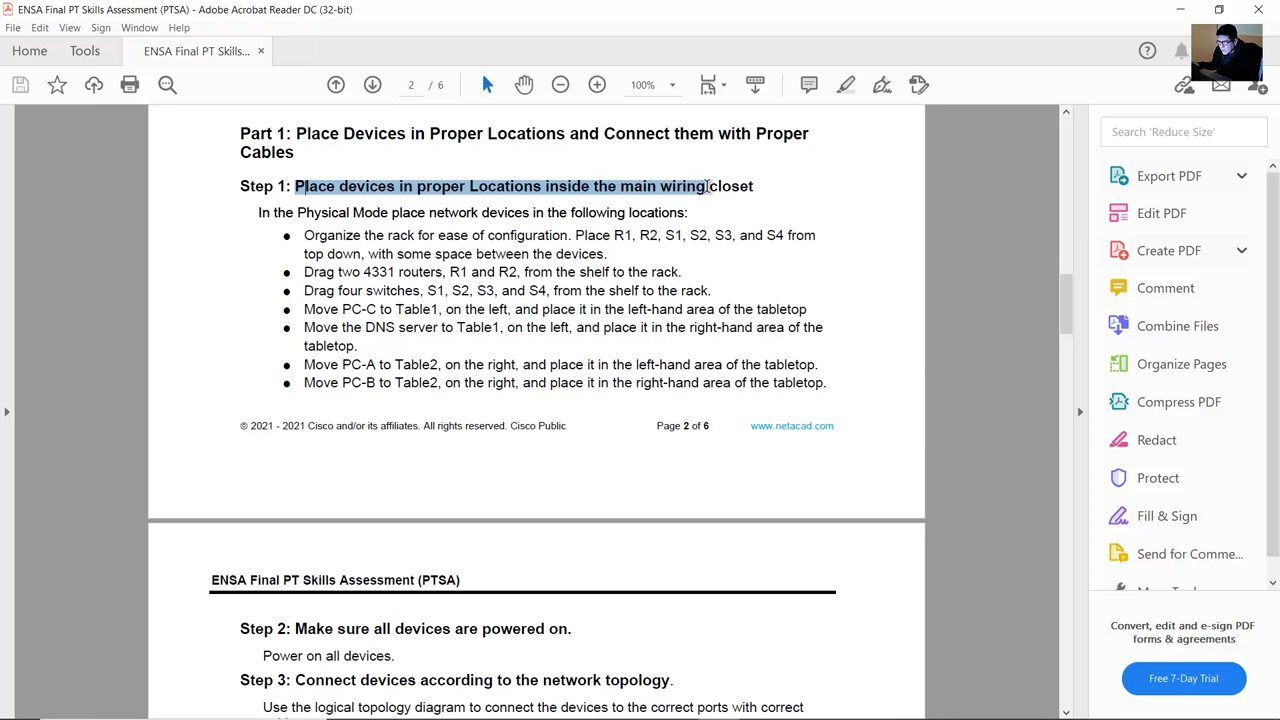 ENSA Final PT Skills Assessment (PTSA) - Adobe Acrobat Reader DC (32-bit)
File Edit View Sign Window Help
Home Tools ENSA Final PT Skills... ×
2 / 6 100%
Search 'Reduce Size'
Part 1: Place Devices in Proper Locations and Connect them with Proper
Cables
Step 1: Place devices in proper Locations inside the main wiring closet
In the Physical Mode place network devices in the following locations:
● Organize the rack for ease of configuration. Place R1, R2, S1, S2, S3, and S4 from
top down, with some space between the devices.
● Drag two 4331 routers, R1 and R2, from the shelf to the rack.
● Drag four switches, S1, S2, S3, and S4, from the shelf to the rack.
● Move PC-C to Table1, on the left, and place it in the left-hand area of the tabletop
● Move the DNS server to Table1, on the left, and place it in the right-hand area of the
tabletop.
● Move PC-A to Table2, on the right, and place it in the left-hand area of the tabletop.
● Move PC-B to Table2, on the right, and place it in the right-hand area of the tabletop.
© 2021 - 2021 Cisco and/or its affiliates. All rights reserved. Cisco Public Page 2 of 6 www.netacad.com
ENSA Final PT Skills Assessment (PTSA)
Step 2: Make sure all devices are powered on.
Power on all devices.
Step 3: Connect devices according to the network topology.
Use the logical topology diagram to connect the devices to the correct ports with correct
Export PDF
Edit PDF
Create PDF
Comment
Combine Files
Organize Pages
Compress PDF
Redact
Protect
Fill & Sign
Send for Comme...
Convert, edit and e-sign PDF
forms & agreements
Free 7-Day Trial